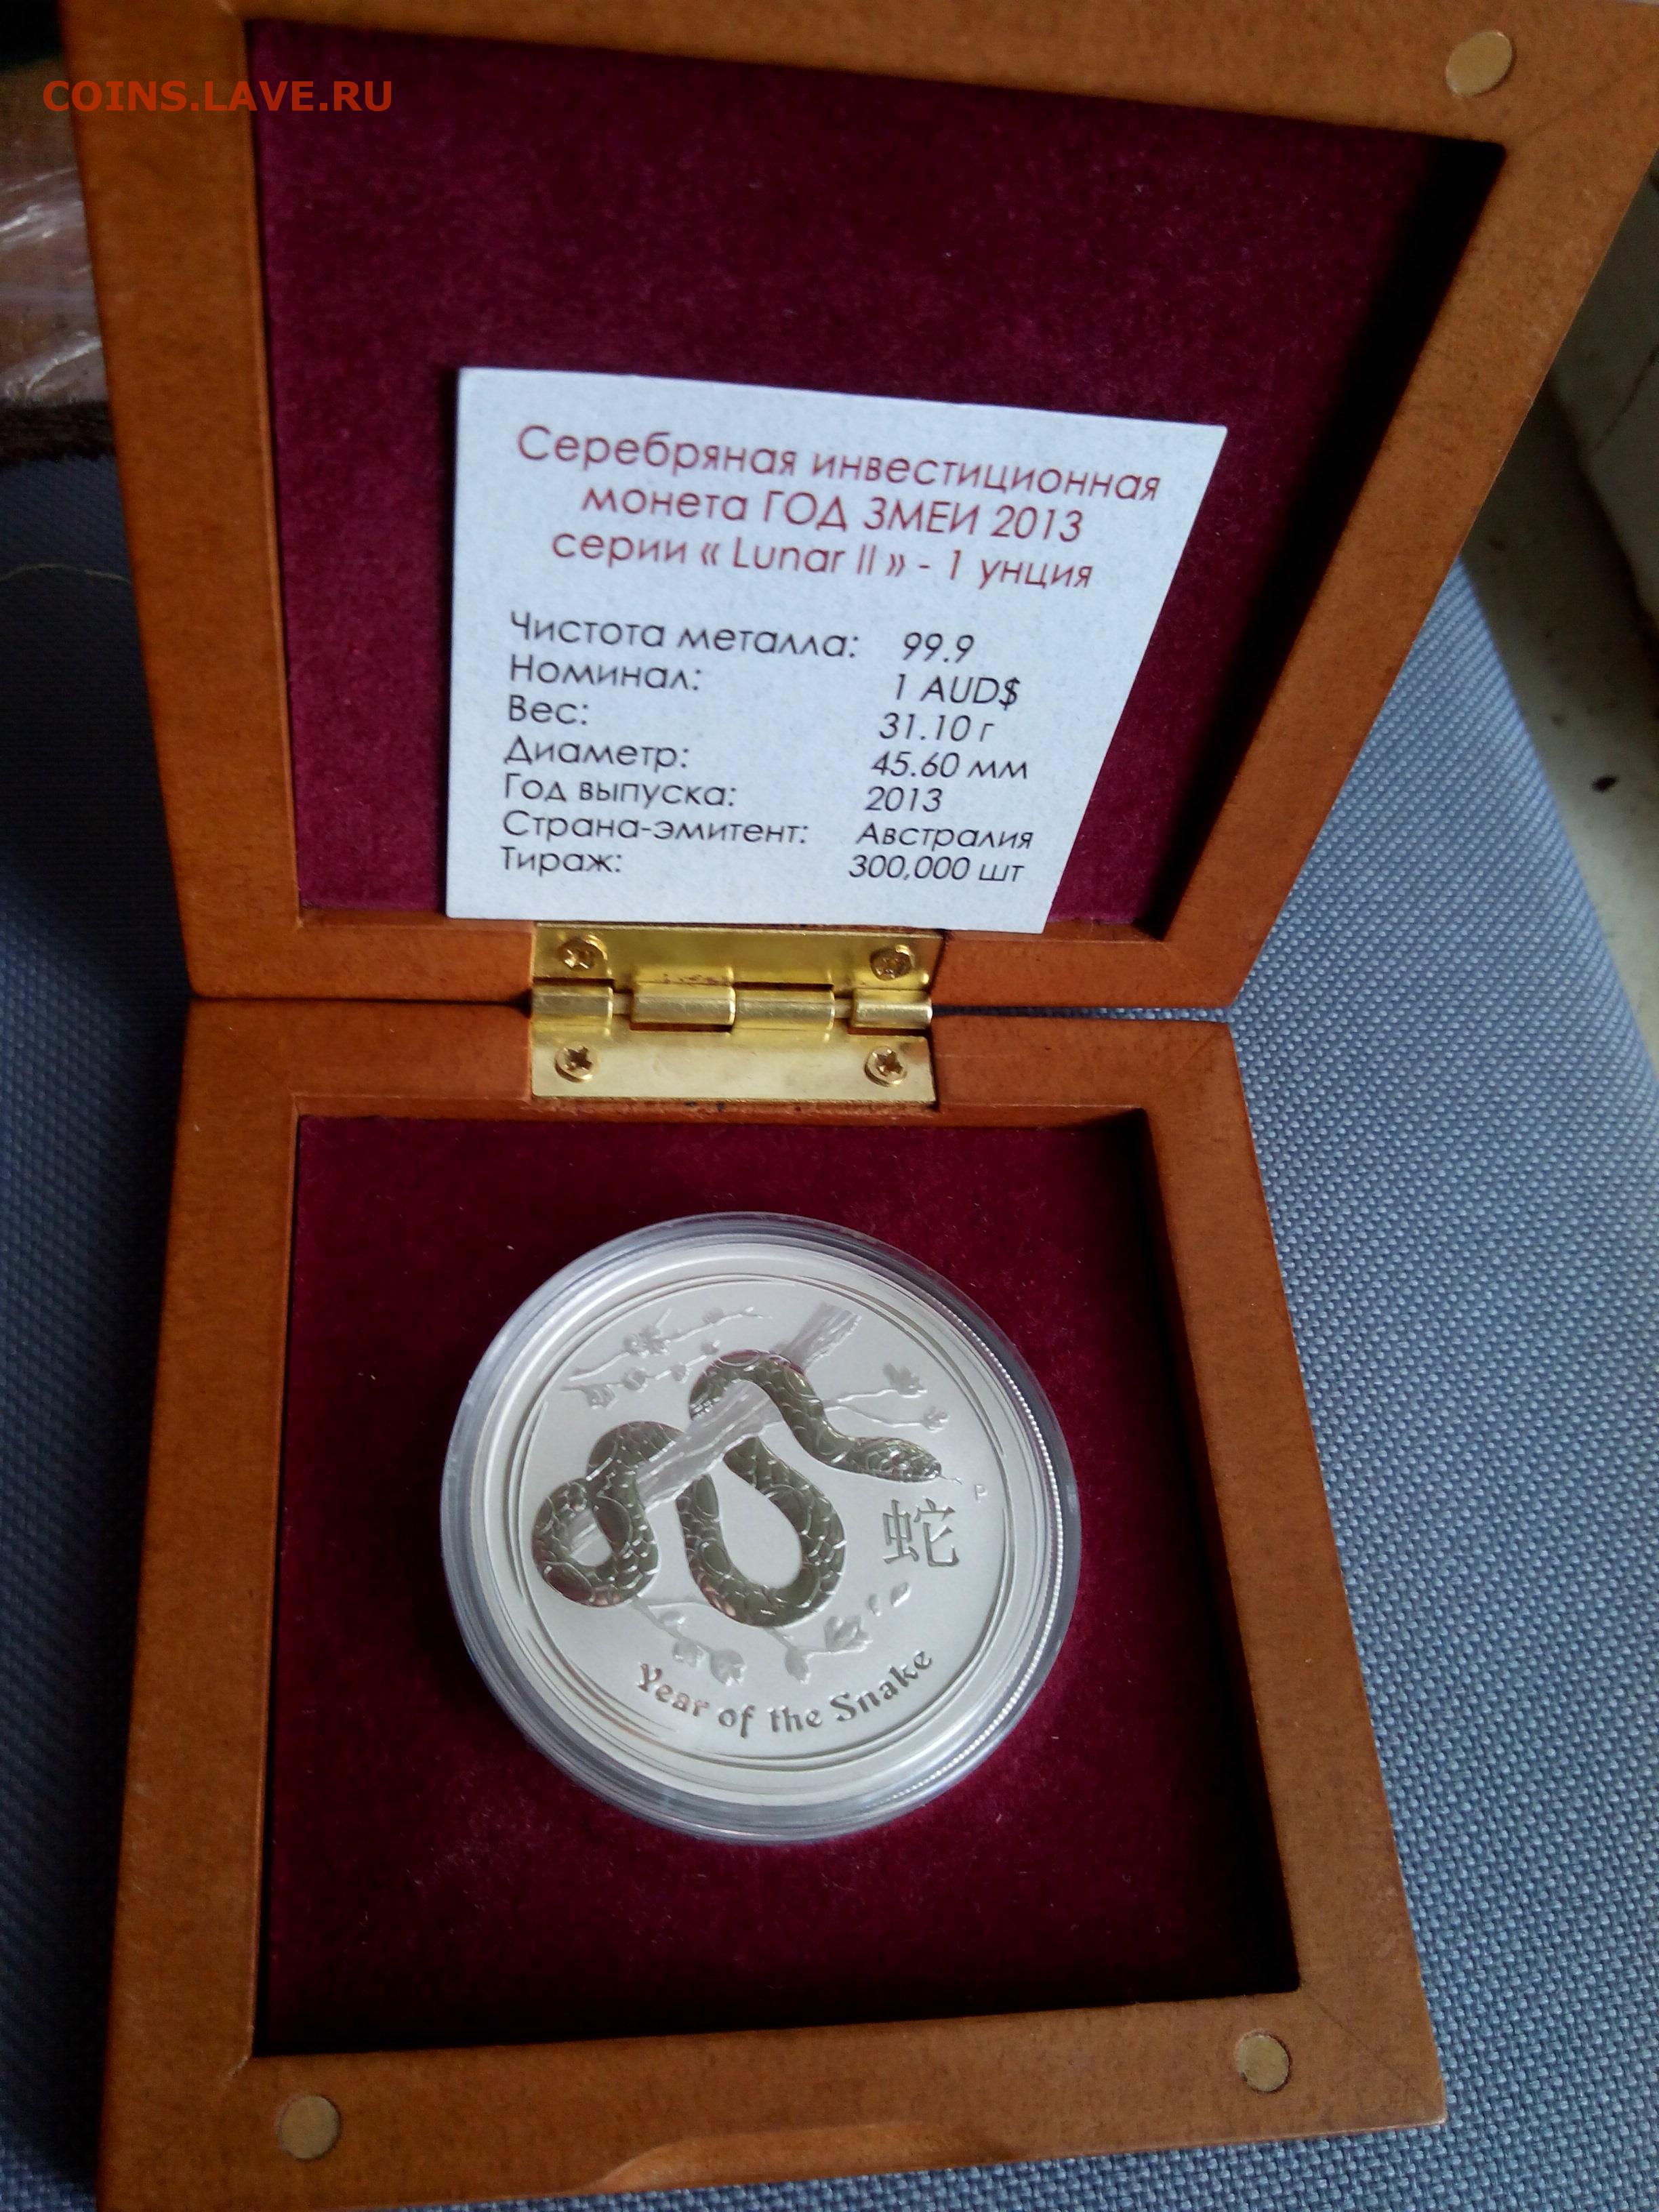 COINS.LAVE.RU
Серебряная инвестиционная
монета ГОД ЗМЕИ 2013
серии « Lunar II » - 1 унция
Чистота металла: 99.9
Номинал: 1 AUD$
Вес: 31.10 г
Диаметр: 45.60 мм
Год выпуска: 2013
Страна-эмитент: Австралия
Тираж: 300,000 шт
P
蛇
Year of the Snake